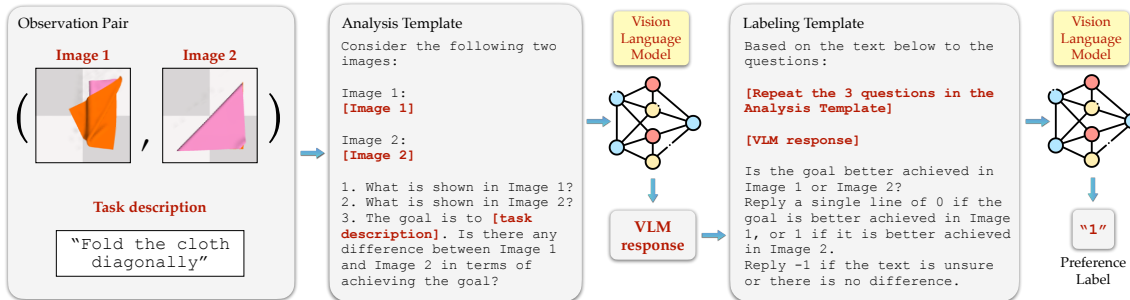 Observation Pair
Image 1
Image 2
( , )
Task description
“Fold the cloth
diagonally”
Analysis Template
Consider the following two
images:
Image 1:
[Image 1]
Image 2:
[Image 2]
1. What is shown in Image 1?
2. What is shown in Image 2?
3. The goal is to [task
description]. Is there any
difference between Image 1
and Image 2 in terms of
achieving the goal?
Vision
Language
Model
VLM
response
Labeling Template
Based on the text below to the
questions:
[Repeat the 3 questions in the
Analysis Template]
[VLM response]
Is the goal better achieved in
Image 1 or Image 2?
Reply a single line of 0 if the
goal is better achieved in Image
1, or 1 if it is better achieved
in Image 2.
Reply -1 if the text is unsure
or there is no difference.
Vision
Language
Model
“1”
Preference
Label